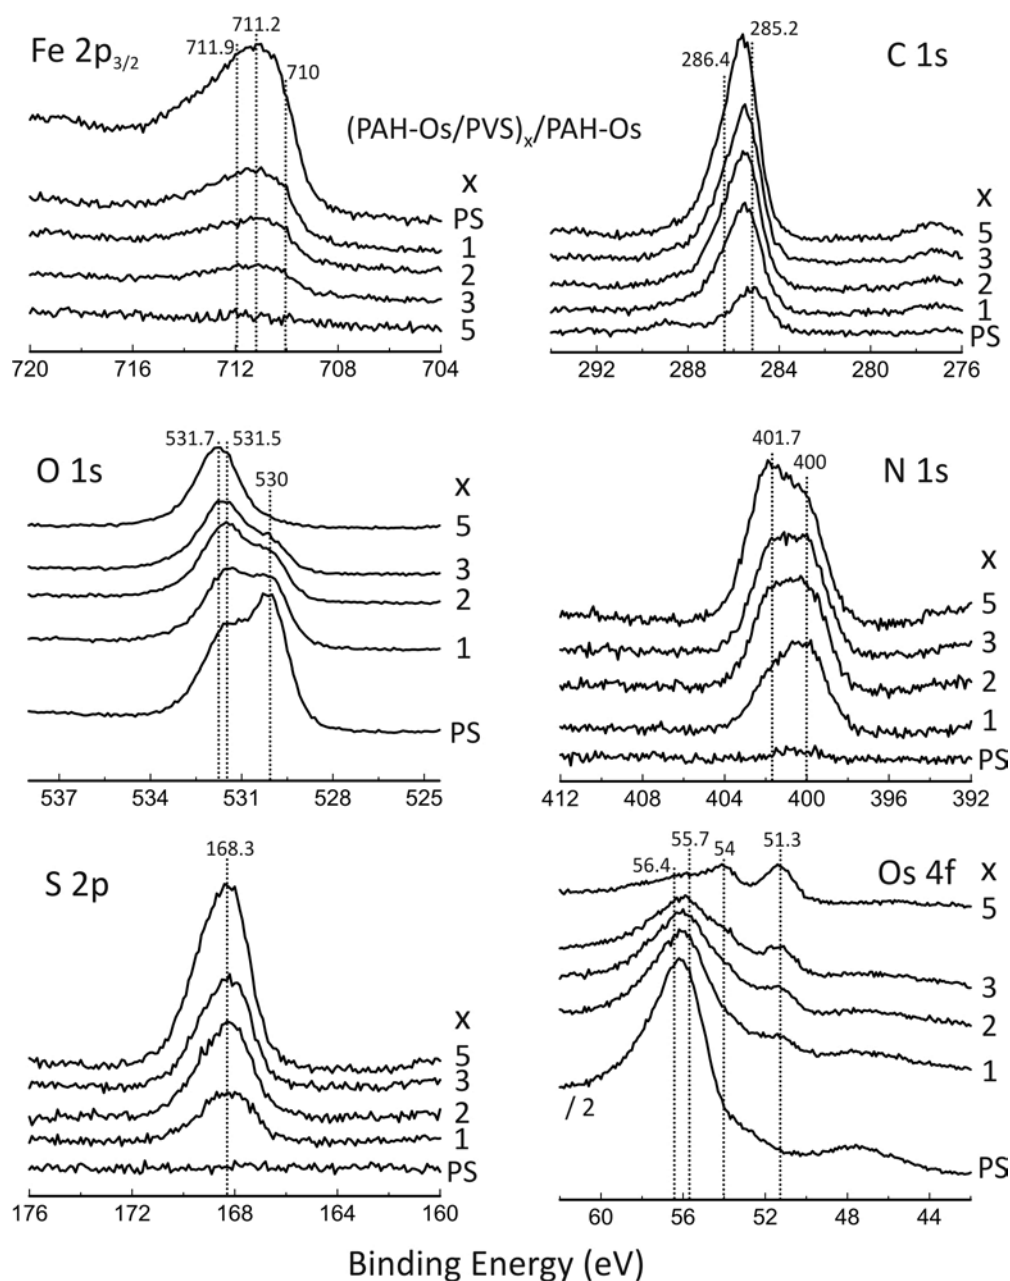 711.2
711.9
710
Fe 2p3/2
x
PS
1
2
3
5
720 716 712 708 704
(PAH-Os/PVS)x/PAH-Os
285.2
286.4
C 1s
x
5
3
2
1
PS
292 288 284 280 276
531.7 531.5
530
O 1s
x
5
3
2
1
PS
537 534 531 528 525
401.7
400
N 1s
x
5
3
2
1
PS
412 408 404 400 396 392
168.3
S 2p
x
5
3
2
1
PS
176 172 168 164 160
55.7 54 51.3
56.4
Os 4f
x
5
3
2
1
/ 2
PS
60 56 52 48 44
Binding Energy (eV)